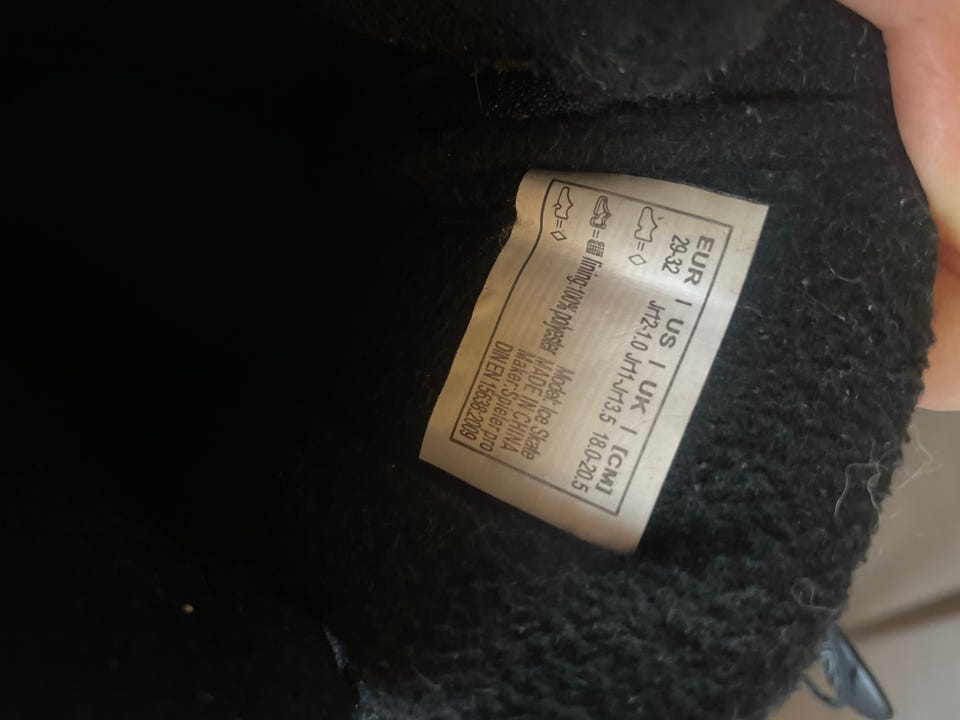 EUR | US | UK | [CM]
29-32 Jr12-1.0 Jr11-Jr13.5 18.0-20.5
lining:100% polyester
Model: Ice Skate
MADE IN CHINA
Maker:Spieler pro
DIN EN 15638:2009